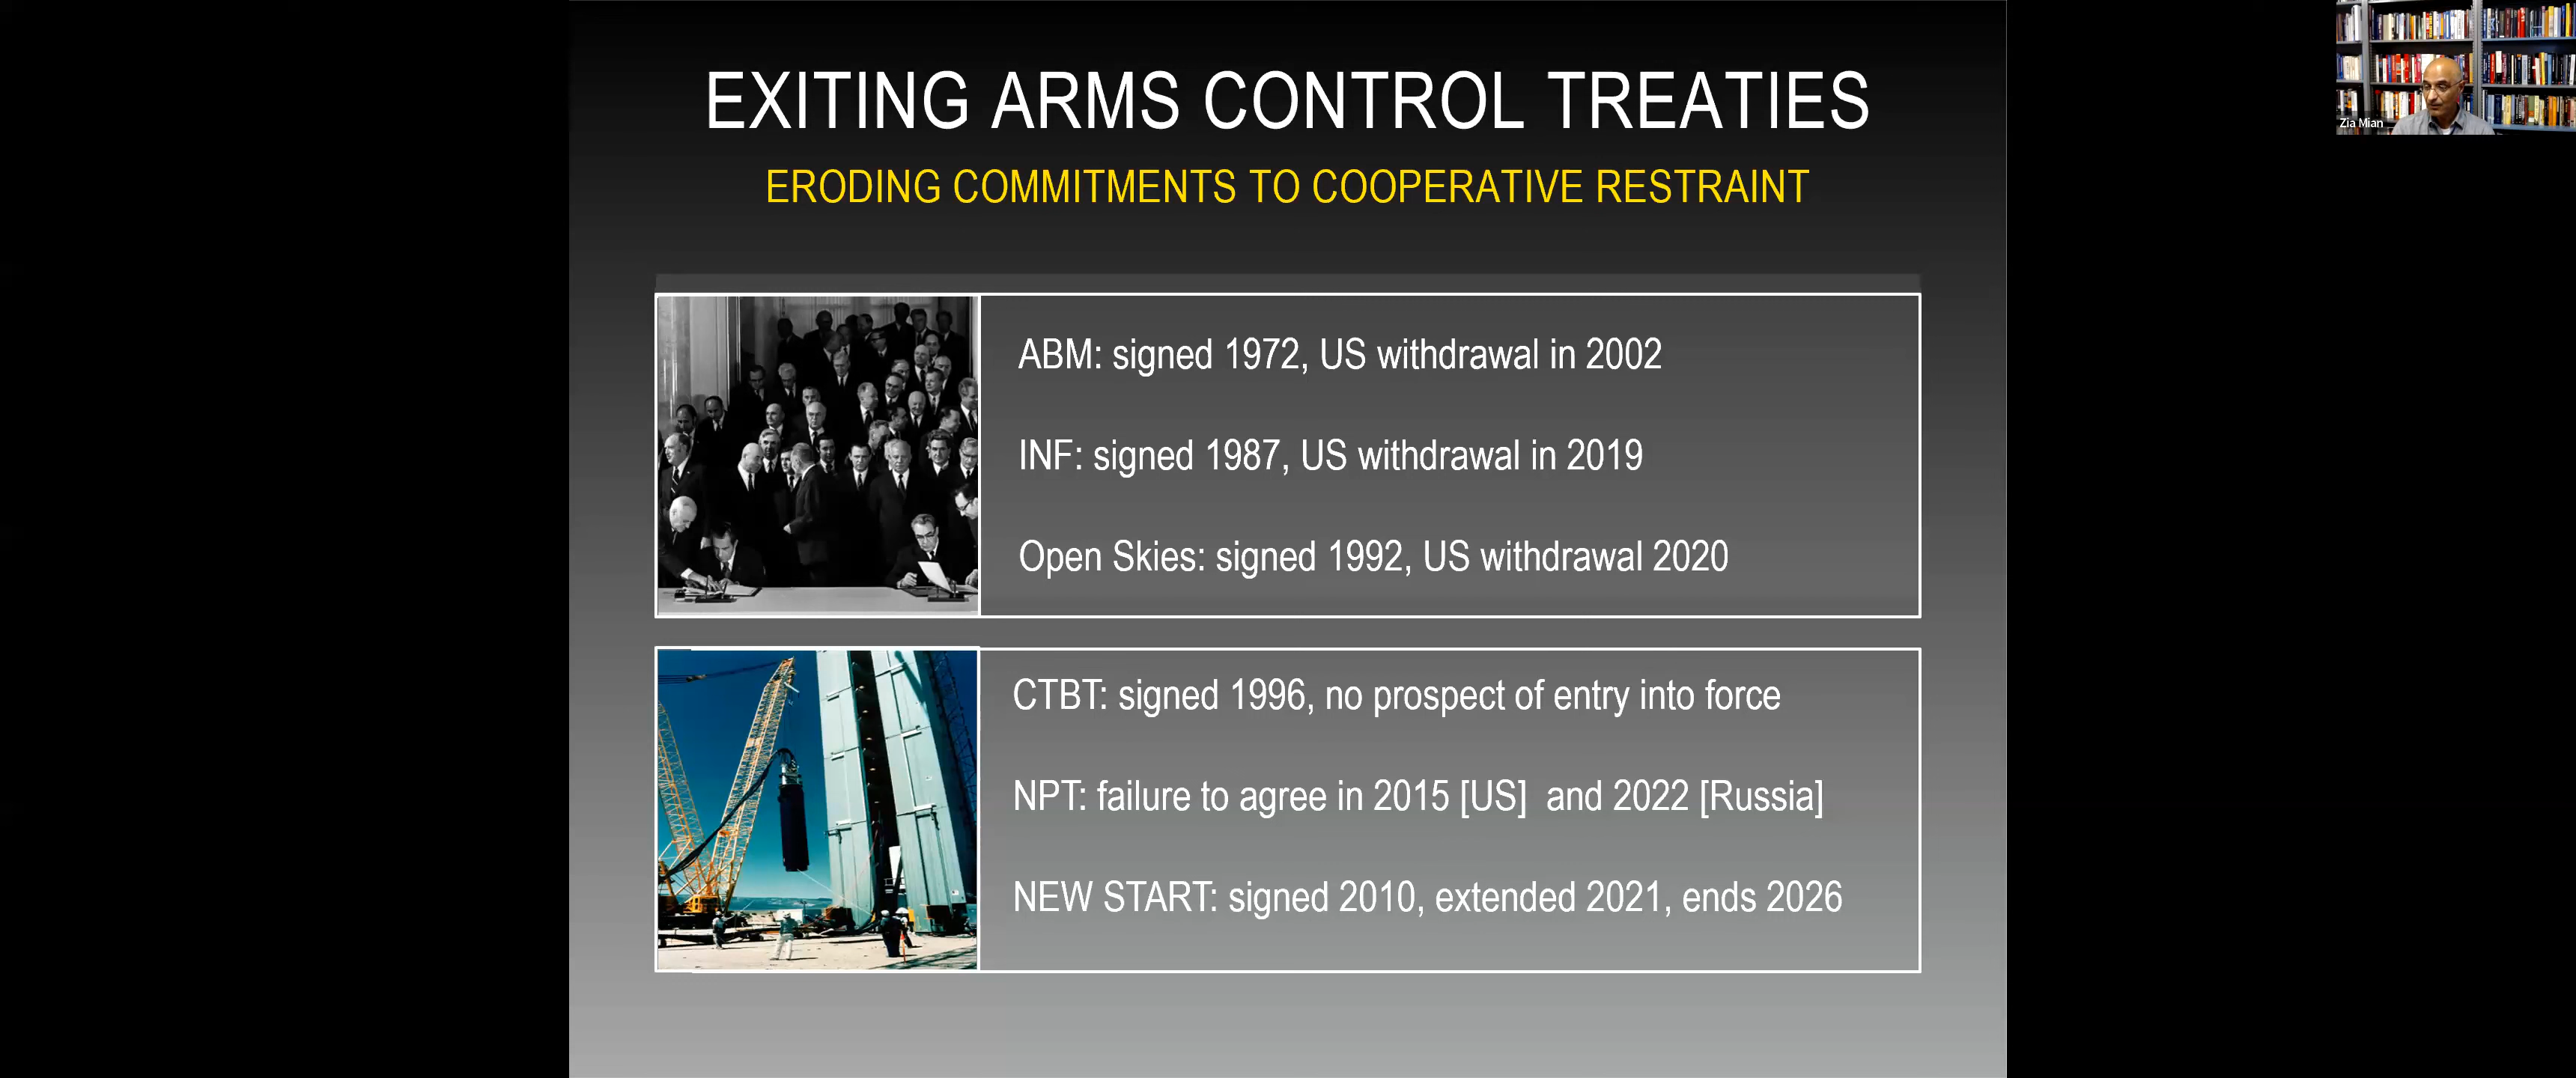 EXITING ARMS CONTROL TREATIES
ERODING COMMITMENTS TO COOPERATIVE RESTRAINT
ABM: signed 1972, US withdrawal in 2002
INF: signed 1987, US withdrawal in 2019
Open Skies: signed 1992, US withdrawal 2020
CTBT: signed 1996, no prospect of entry into force
NPT: failure to agree in 2015 [US]  and 2022 [Russia]
NEW START: signed 2010, extended 2021, ends 2026
Zia Mian